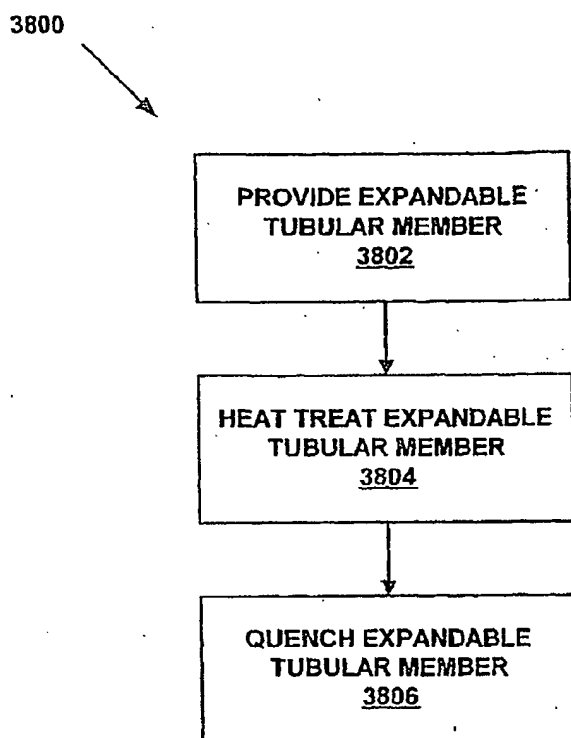 3800
PROVIDE EXPANDABLE
TUBULAR MEMBER
3802
HEAT TREAT EXPANDABLE
TUBULAR MEMBER
3804
QUENCH EXPANDABLE
TUBULAR MEMBER
3806